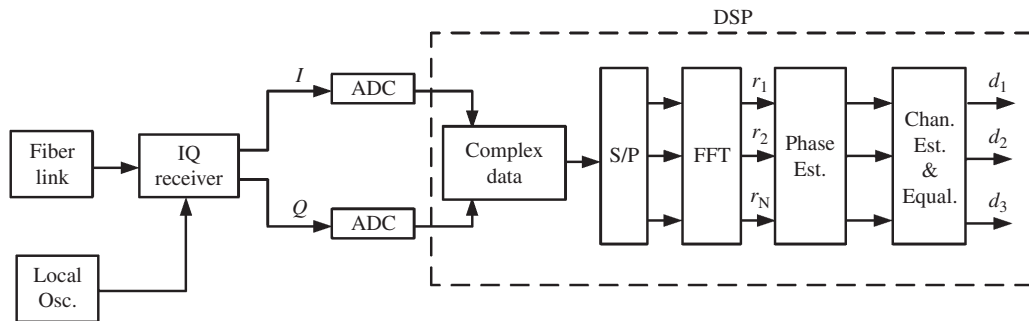 DSP
I
ADC
Fiber
link
IQ
receiver
Q
ADC
Local
Osc.
Complex
data
S/P
FFT
r1
r2
rN
Phase
Est.
Chan.
Est.
&
Equal.
d1
d2
d3